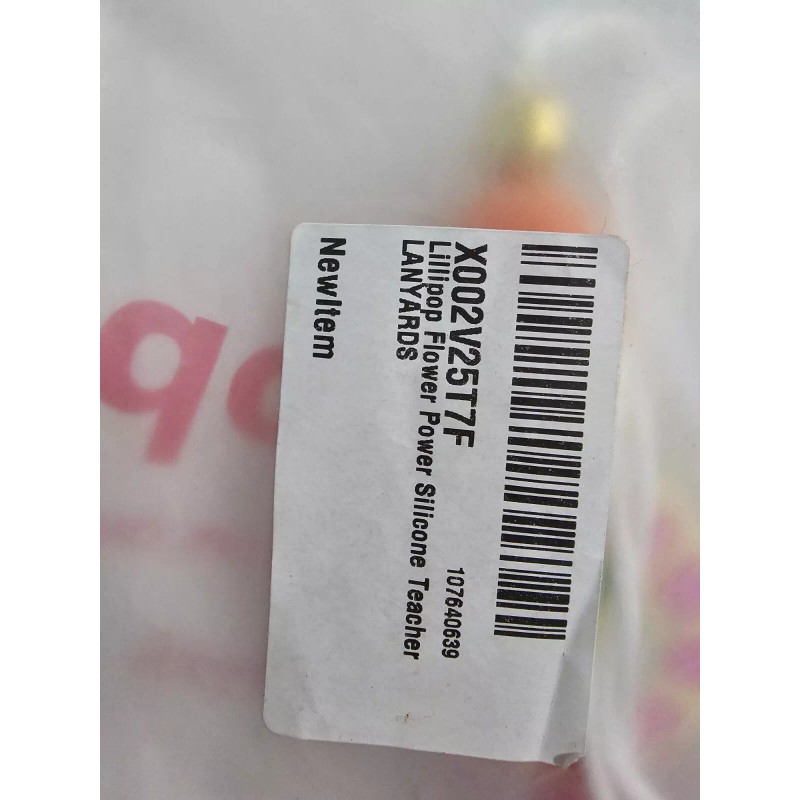 X002V25T7F
107640639
Lillipop Flower Power Silicone Teacher
LANYARDS
NewItem